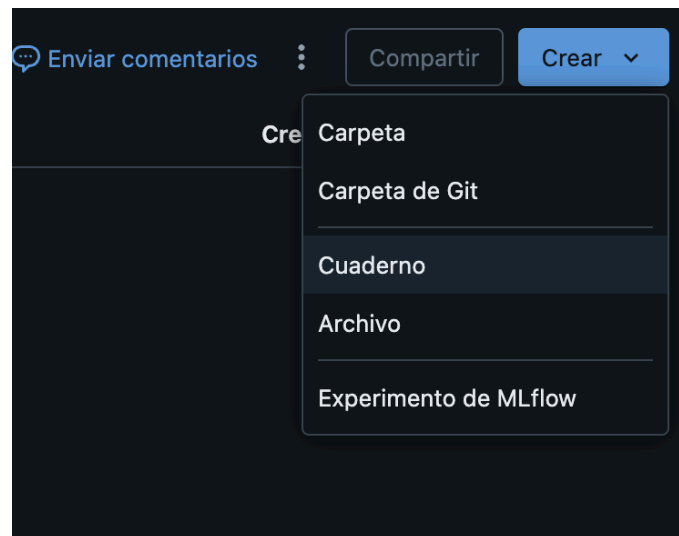 Enviar comentarios
Compartir
Crear
Cre
Carpeta
Carpeta de Git
Cuaderno
Archivo
Experimento de MLflow